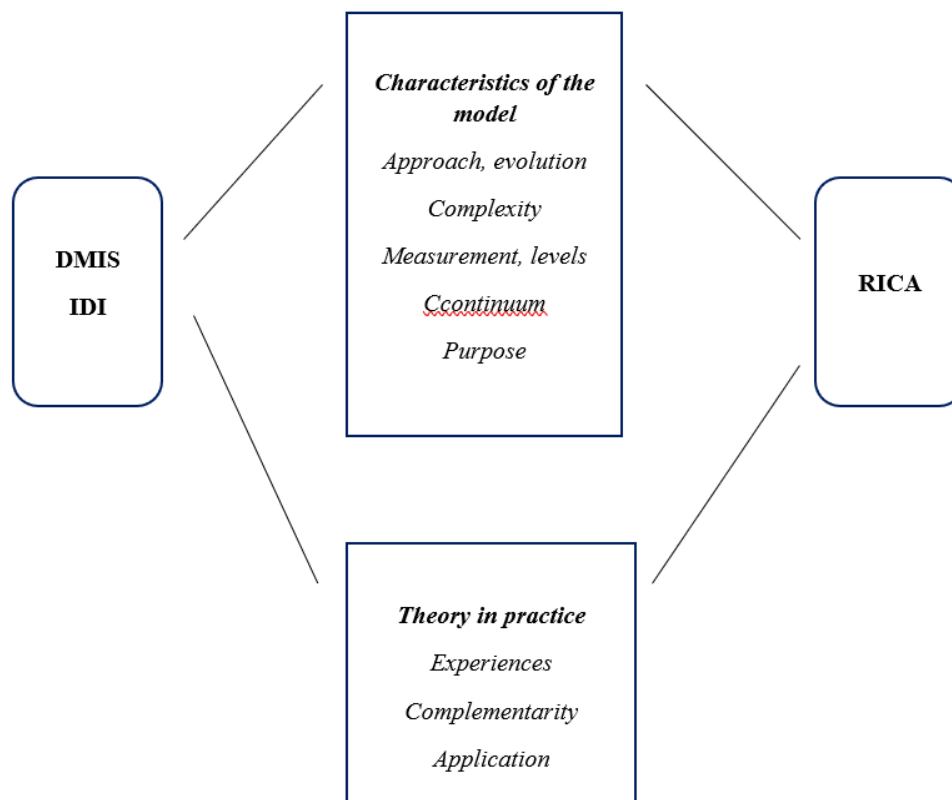 Characteristics of the
model
Approach, evolution
Complexity
Measurement, levels
Ccontinuum
Purpose
DMIS
IDI
RICA
Theory in practice
Experiences
Complementarity
Application